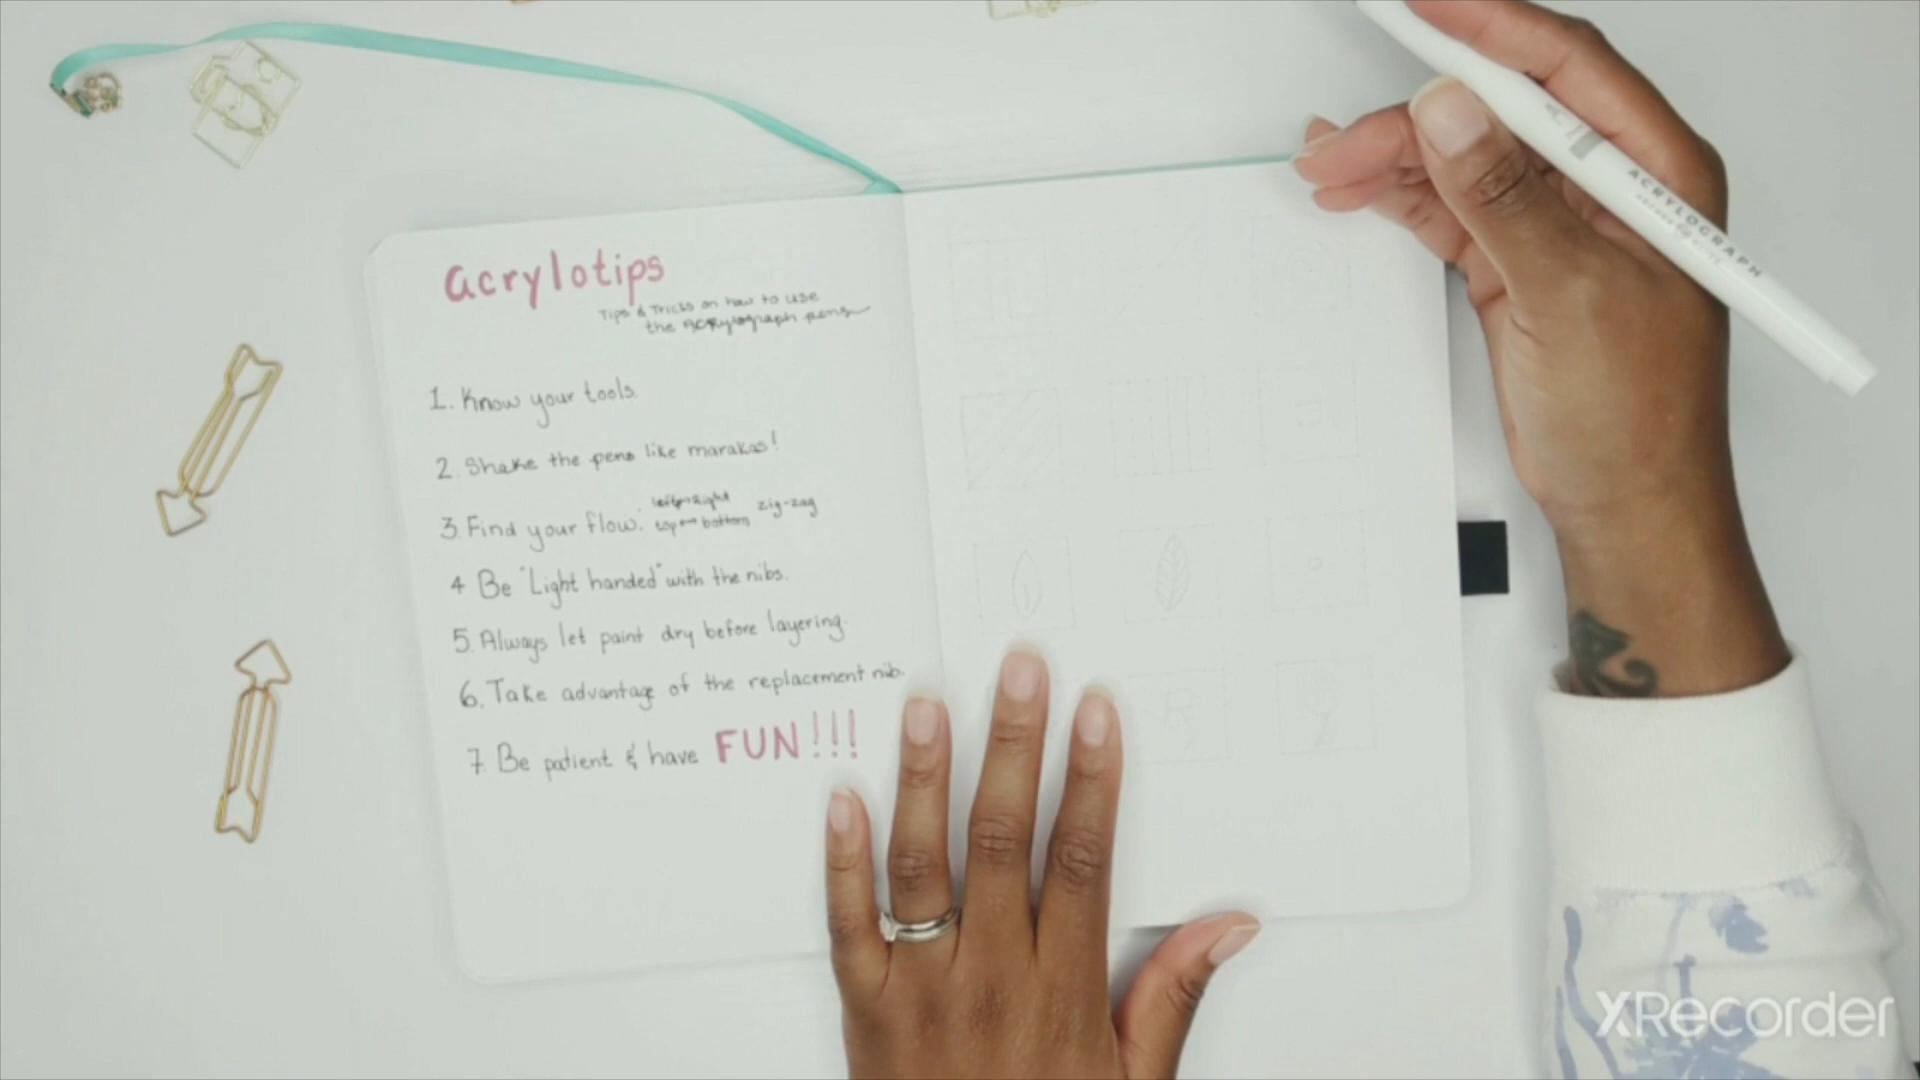 acrylotips
Tips & Tricks on how to use
the Acrylograph pens
1. Know your tools.
2. Shake the pens like marakas!
3. Find your flow: left↔right zig-zag
top↔bottom
4 Be "Light handed" with the nibs.
5. Always let paint dry before layering.
6. Take advantage of the replacement nib.
7. Be patient & have FUN!!!
ACRYLOGRAPH
XRecorder